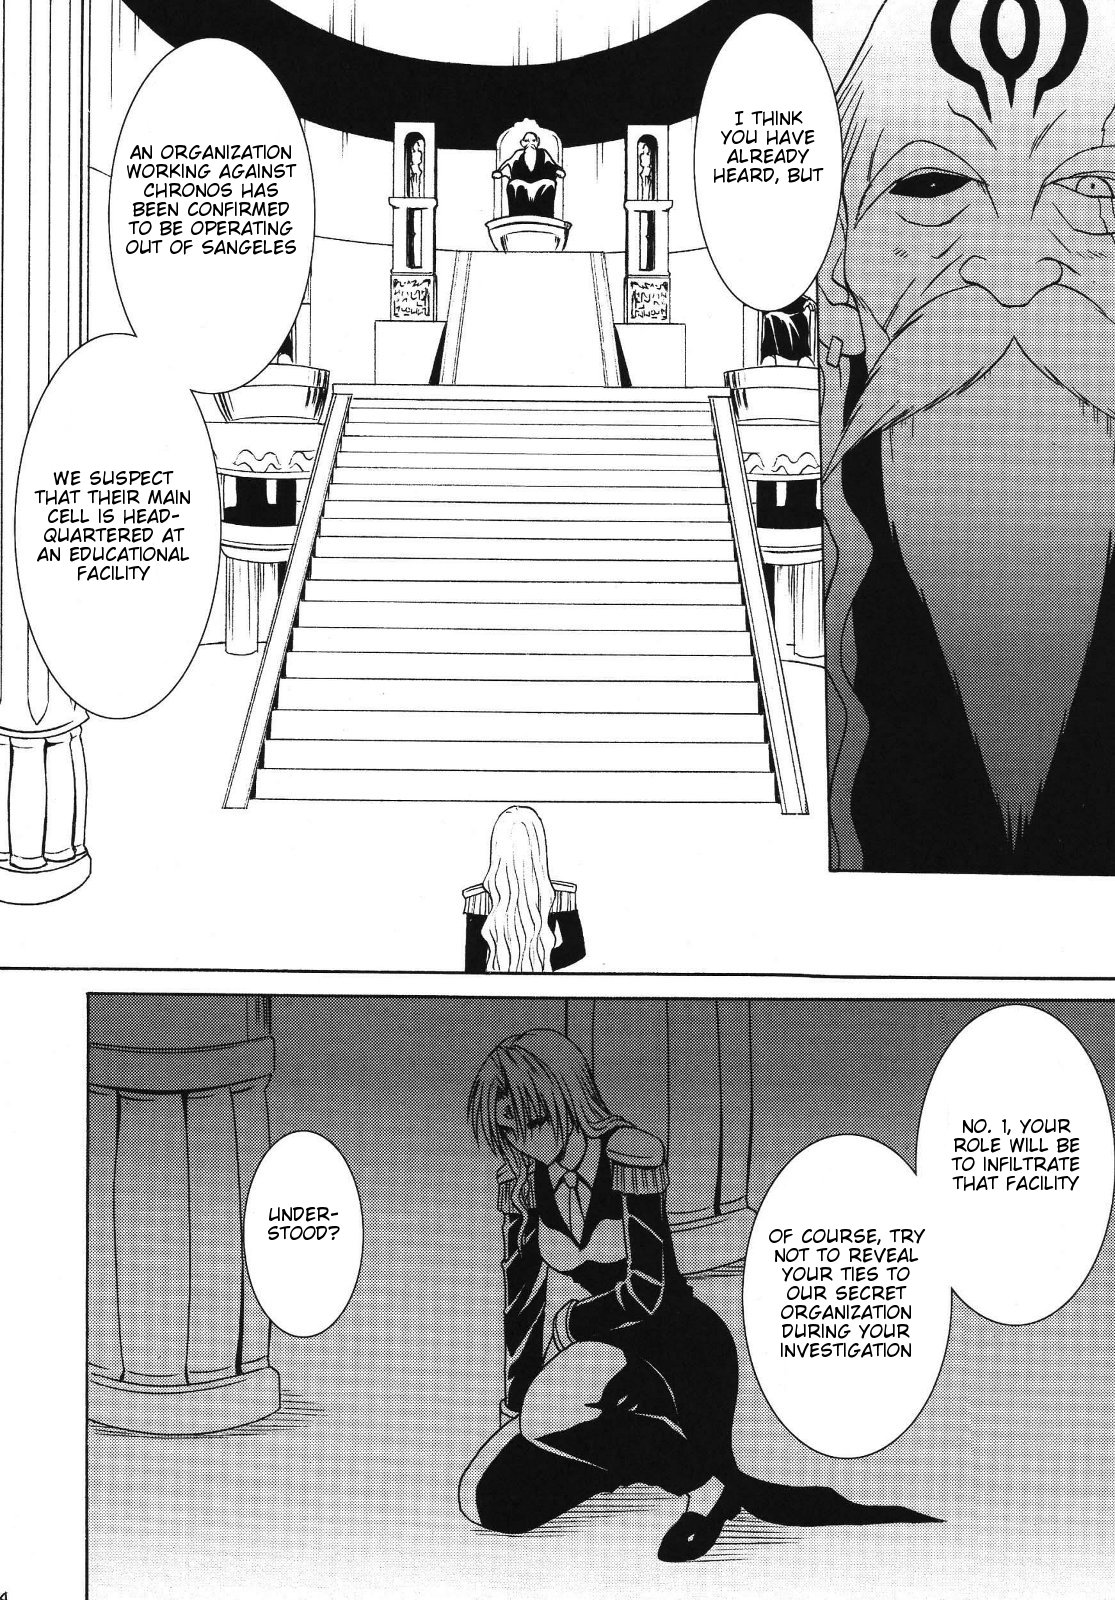 I THINK
YOU HAVE
ALREADY
HEARD, BUT
AN ORGANIZATION
WORKING AGAINST
CHRONOS HAS
BEEN CONFIRMED
TO BE OPERATING
OUT OF SANGELES
WE SUSPECT
THAT THEIR MAIN
CELL IS HEAD-
QUARTERED AT
AN EDUCATIONAL
FACILITY
NO. 1, YOUR
ROLE WILL BE
TO INFILTRATE
THAT FACILITY
OF COURSE, TRY
NOT TO REVEAL
YOUR TIES TO
OUR SECRET
ORGANIZATION
DURING YOUR
INVESTIGATION
UNDER-
STOOD?
4